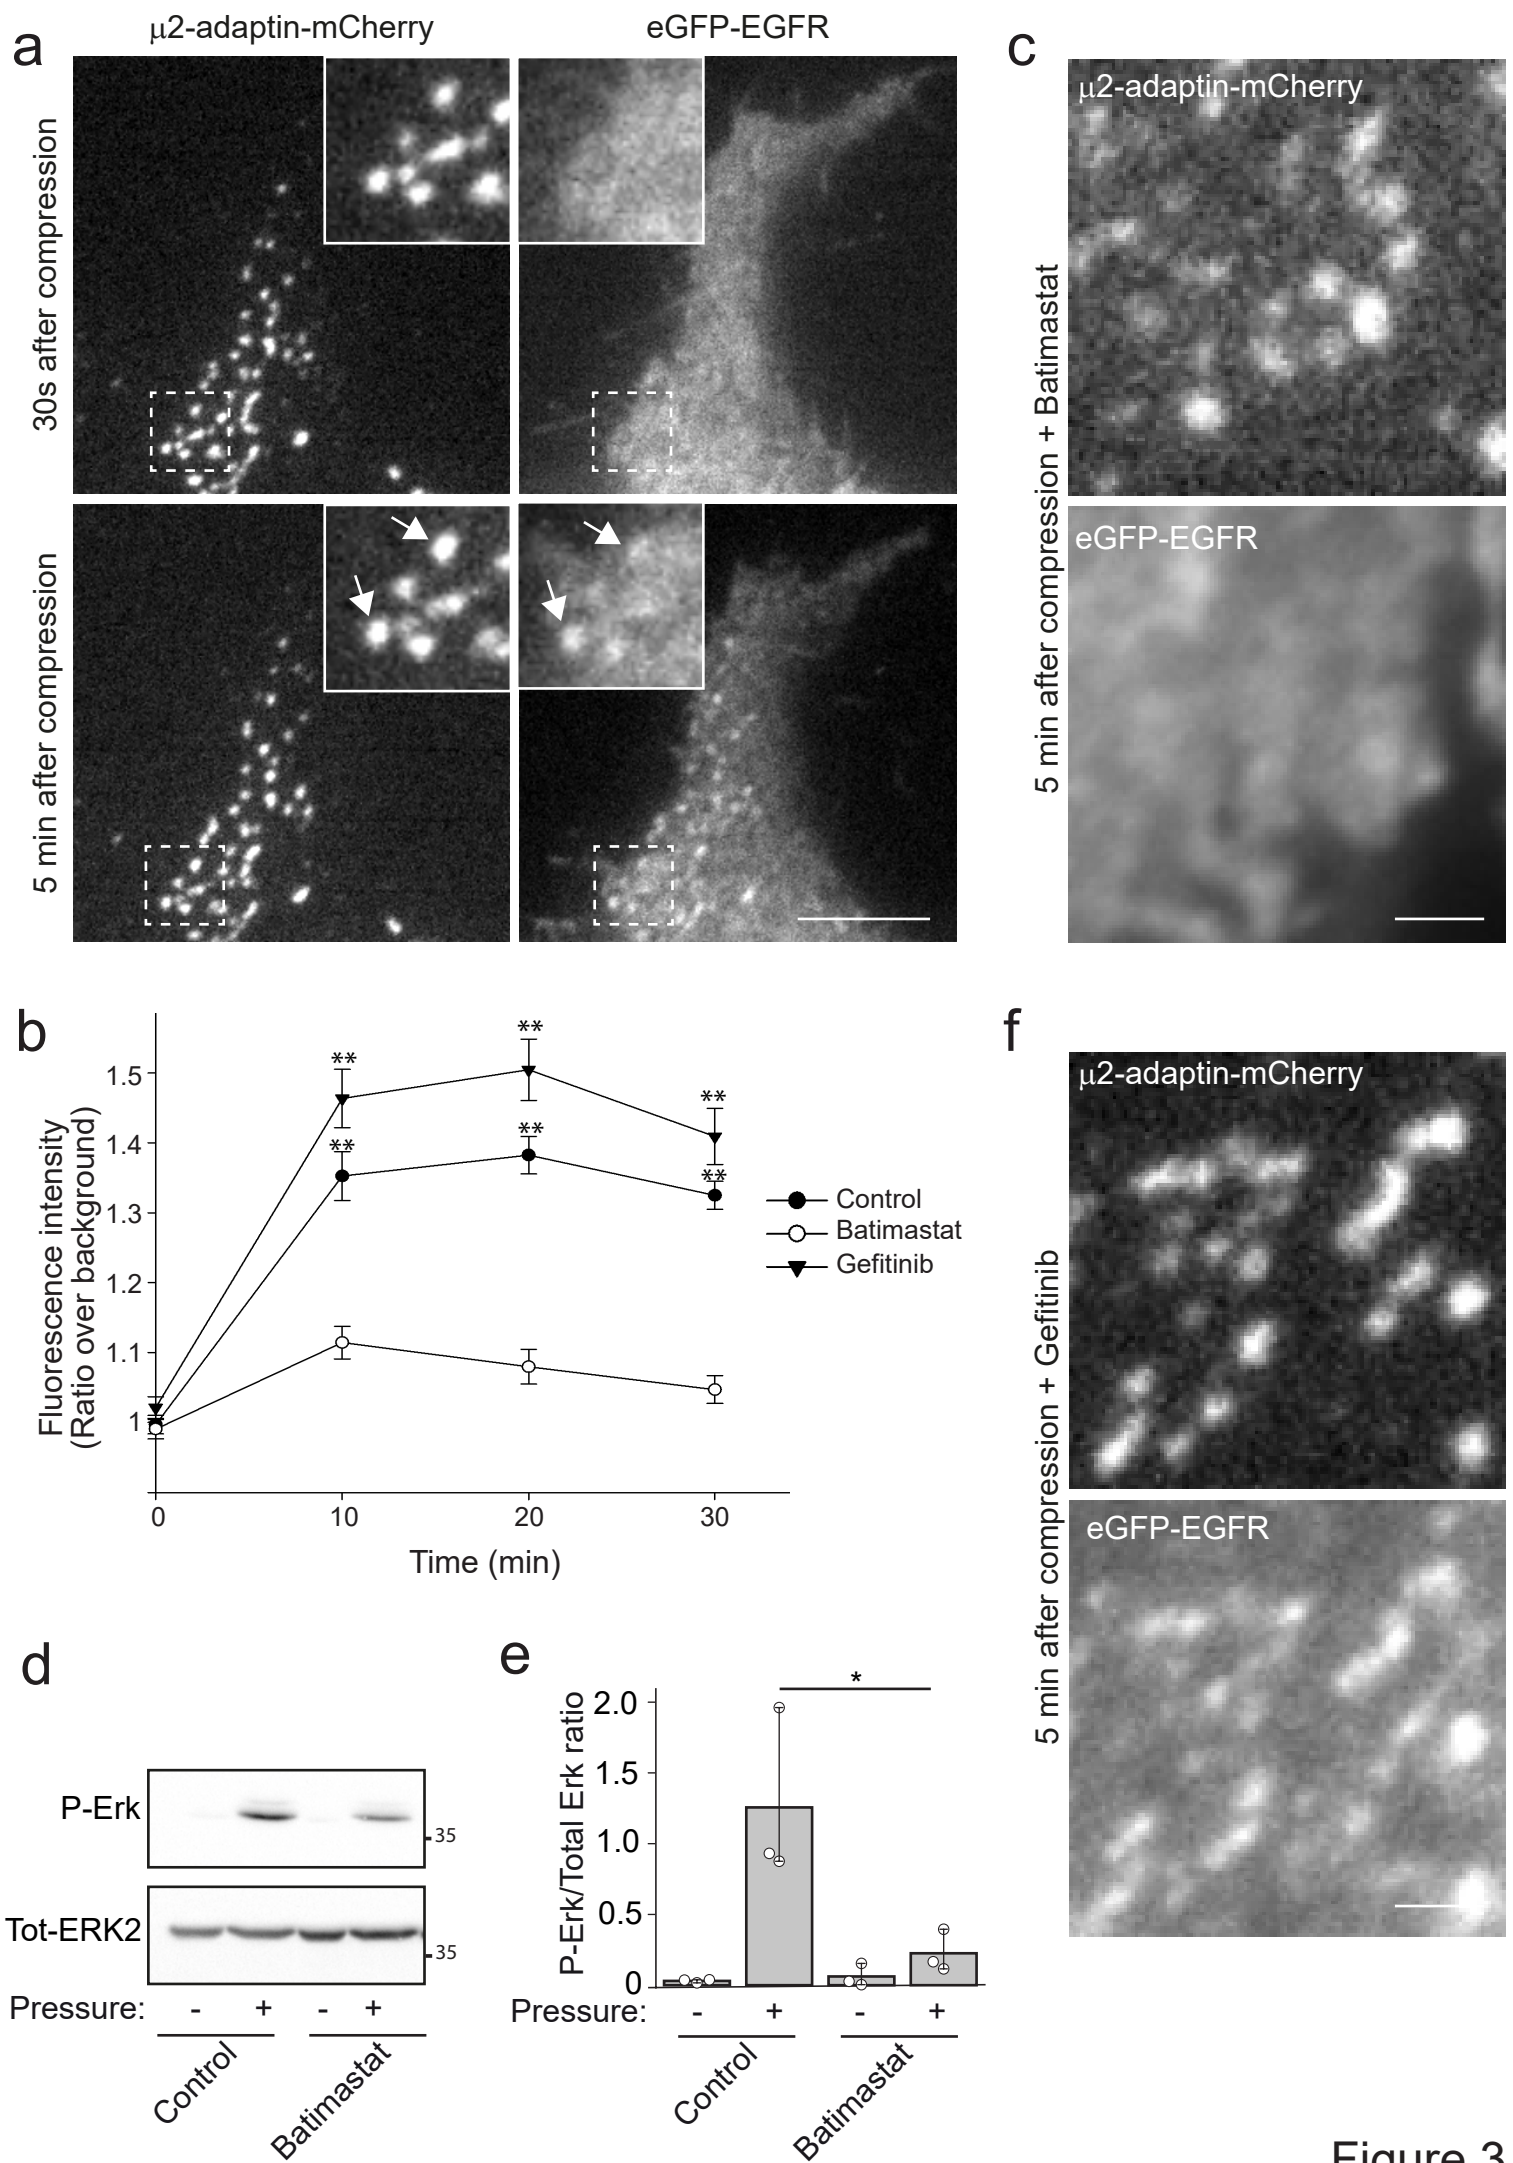 a
μ2-adaptin-mCherry
eGFP-EGFR
30s after compression
5 min after compression
c
μ2-adaptin-mCherry
eGFP-EGFR
5 min after compression + Batimastat
b
Fluorescence intensity
(Ratio over background)
1.5
1.4
1.3
1.2
1.1
1
**
**
**
**
**
**
0
10
20
30
Time (min)
Control
Batimastat
Gefitinib
f
μ2-adaptin-mCherry
eGFP-EGFR
5 min after compression + Gefitinib
d
P-Erk
35
Tot-ERK2
35
Pressure: - + - +
Control
Batimastat
e
P-Erk/Total Erk ratio
2.0
1.5
1.0
0.5
0
*
Pressure: - + - +
Control
Batimastat
Figure 3